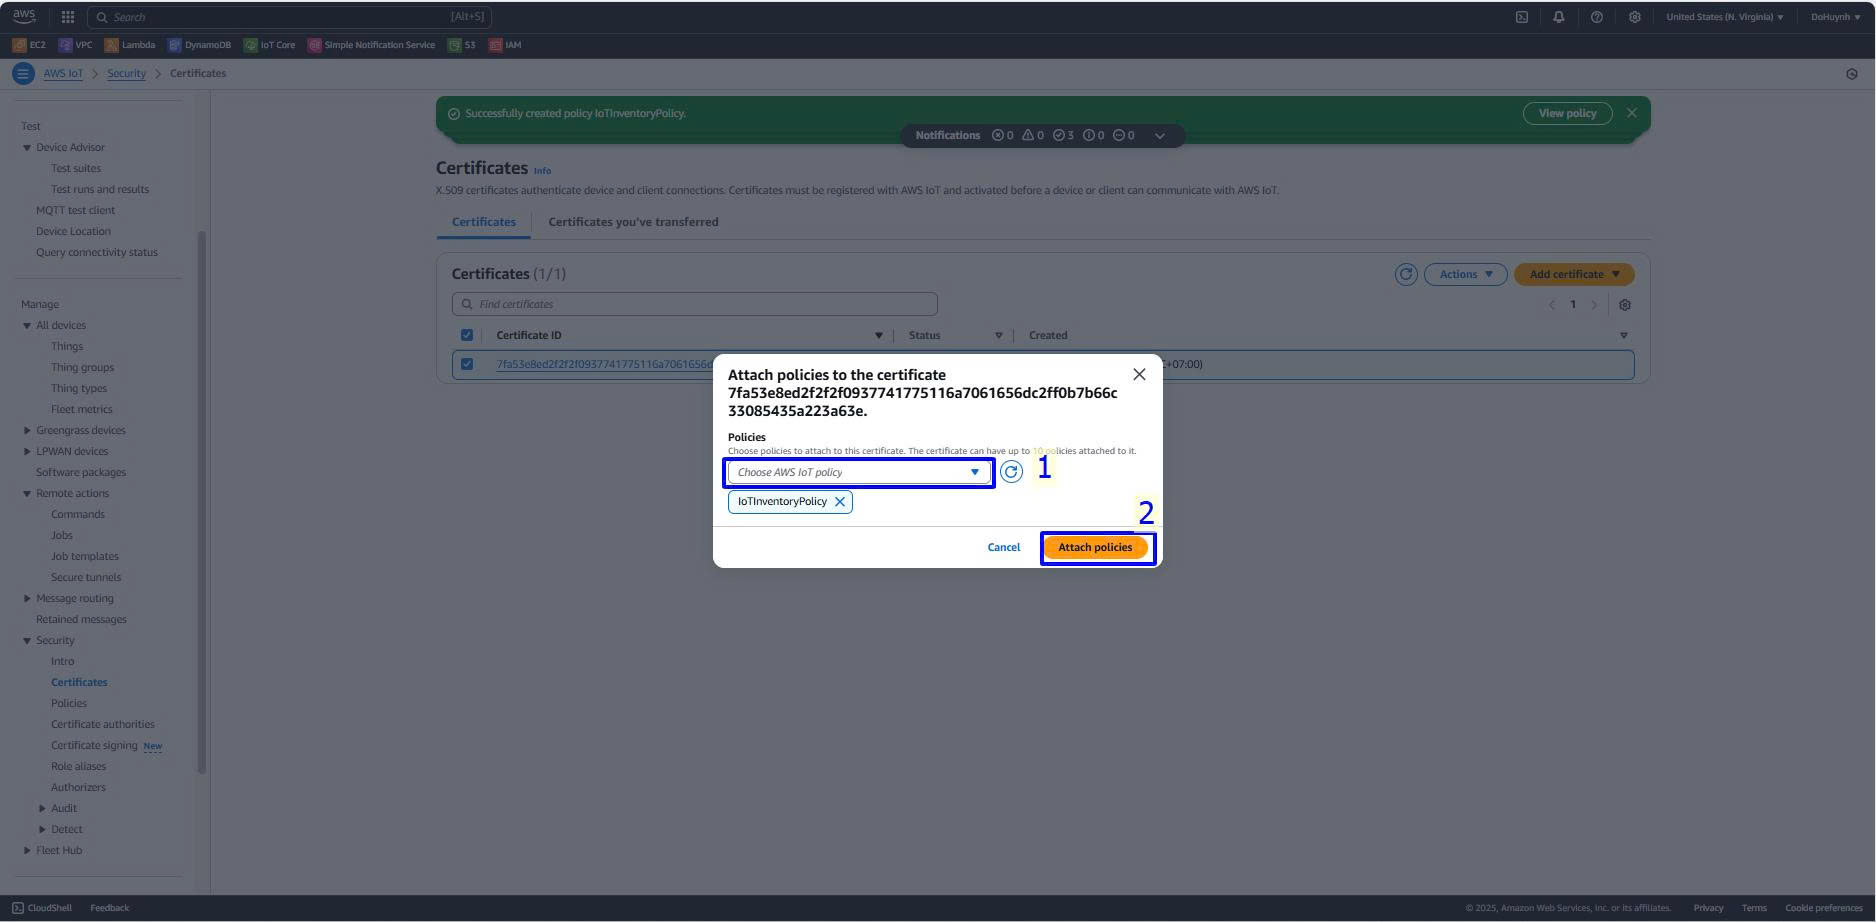 aws
Search
[Alt+S]
United States (N. Virginia)
DoHuynh
EC2
VPC
Lambda
DynamoDB
IoT Core
Simple Notification Service
S3
IAM
AWS IoT
Security
Certificates
Test
Device Advisor
Test suites
Test runs and results
MQTT test client
Device Location
Query connectivity status
Manage
All devices
Things
Thing groups
Thing types
Fleet metrics
Greengrass devices
LPWAN devices
Software packages
Remote actions
Commands
Jobs
Job templates
Secure tunnels
Message routing
Retained messages
Security
Intro
Certificates
Policies
Certificate authorities
Certificate signing New
Role aliases
Authorizers
Audit
Detect
Fleet Hub
Successfully created policy IoTInventoryPolicy.
View policy
Notifications 0 0 3 0 0
Certificates Info
X.509 certificates authenticate device and client connections. Certificates must be registered with AWS IoT and activated before a device or client can communicate with AWS IoT.
Certificates
Certificates you've transferred
Certificates (1/1)
Actions
Add certificate
Find certificates
1
Certificate ID
Status
Created
7fa53e8ed2f2f2f0937741775116a7061656d
+07:00)
Attach policies to the certificate
7fa53e8ed2f2f2f0937741775116a7061656dc2ff0b7b66c
33085435a223a63e.
Policies
Choose policies to attach to this certificate. The certificate can have up to 10 policies attached to it.
Choose AWS IoT policy
1
IoTInventoryPolicy
2
Cancel
Attach policies
CloudShell
Feedback
© 2025, Amazon Web Services, Inc. or its affiliates.
Privacy
Terms
Cookie preferences